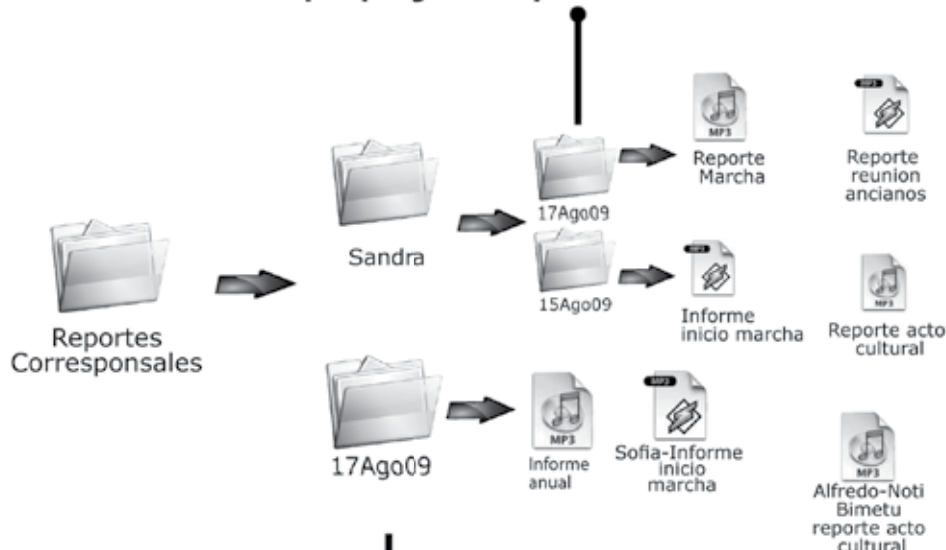 MP3
Reporte
Marcha
MP3
Reporte
reunion
ancianos
17Ago09
Sandra
15Ago09
MP3
Informe
inicio marcha
MP3
Reporte acto
cultural
Reportes
Corresponsales
17Ago09
MP3
Informe
anual
MP3
Sofia-Informe
inicio
marcha
MP3
Alfredo-Noti
Bimetu
reporte acto
cultural